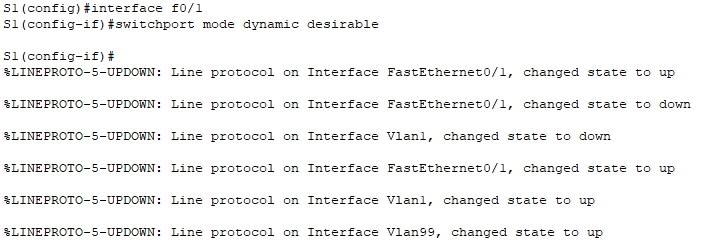 S1(config)#interface f0/1
S1(config-if)#switchport mode dynamic desirable
S1(config-if)#
%LINEPROTO-5-UPDOWN: Line protocol on Interface FastEthernet0/1, changed state to up
%LINEPROTO-5-UPDOWN: Line protocol on Interface FastEthernet0/1, changed state to down
%LINEPROTO-5-UPDOWN: Line protocol on Interface Vlan1, changed state to down
%LINEPROTO-5-UPDOWN: Line protocol on Interface FastEthernet0/1, changed state to up
%LINEPROTO-5-UPDOWN: Line protocol on Interface Vlan1, changed state to up
%LINEPROTO-5-UPDOWN: Line protocol on Interface Vlan99, changed state to up